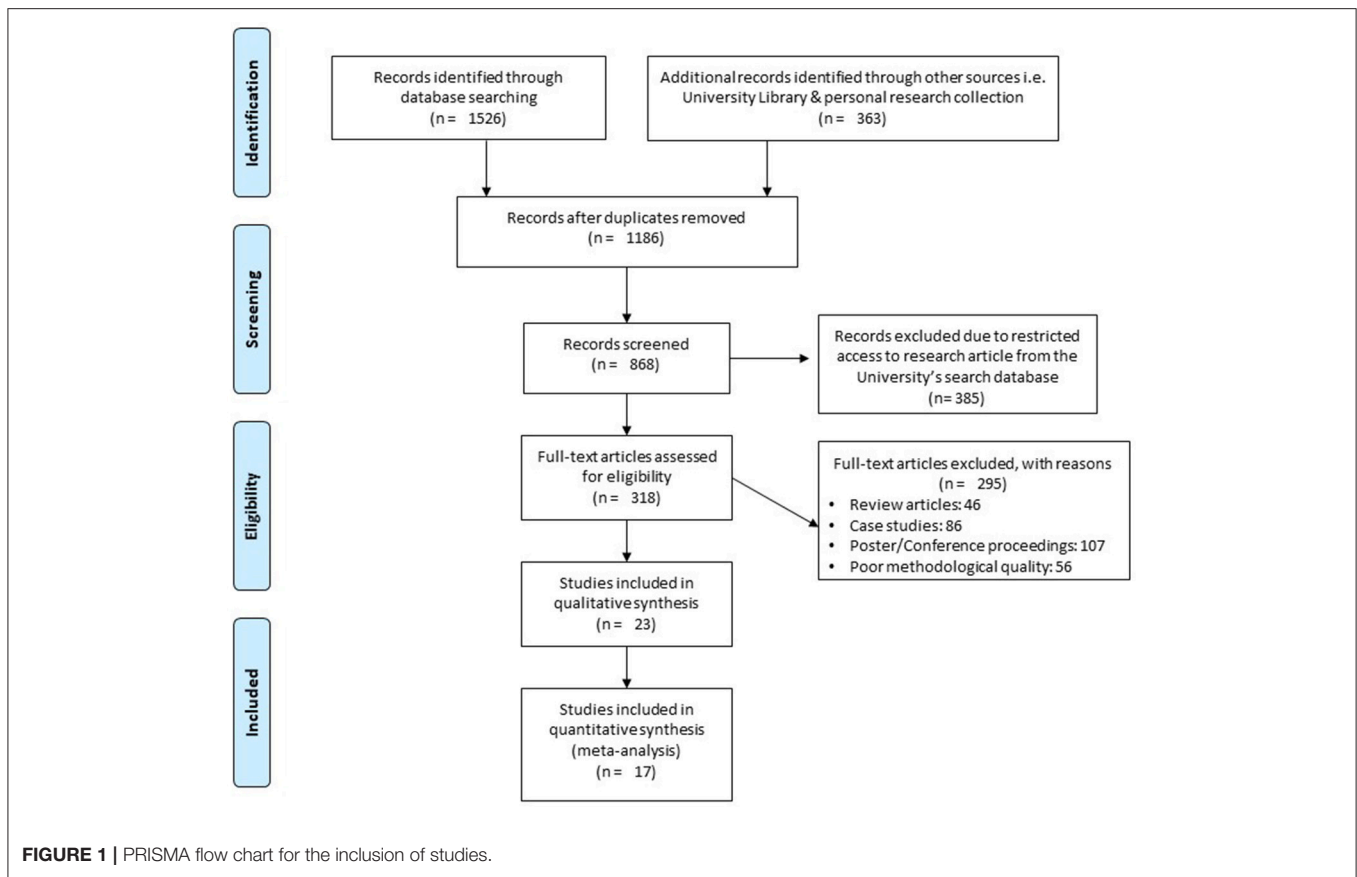 Identification
Records identified through
database searching
(n = 1526)
Additional records identified through other sources i.e.
University Library & personal research collection
(n = 363)
Records after duplicates removed
(n = 1186)
Screening
Records screened
(n = 868)
Records excluded due to restricted
access to research article from the
University's search database
(n= 385)
Eligibility
Full-text articles assessed
for eligibility
(n = 318)
Full-text articles excluded, with reasons
(n = 295)
• Review articles: 46
• Case studies: 86
• Poster/Conference proceedings: 107
• Poor methodological quality: 56
Studies included in
qualitative synthesis
(n = 23)
Included
Studies included in
quantitative synthesis
(meta-analysis)
(n = 17)
FIGURE 1 | PRISMA flow chart for the inclusion of studies.